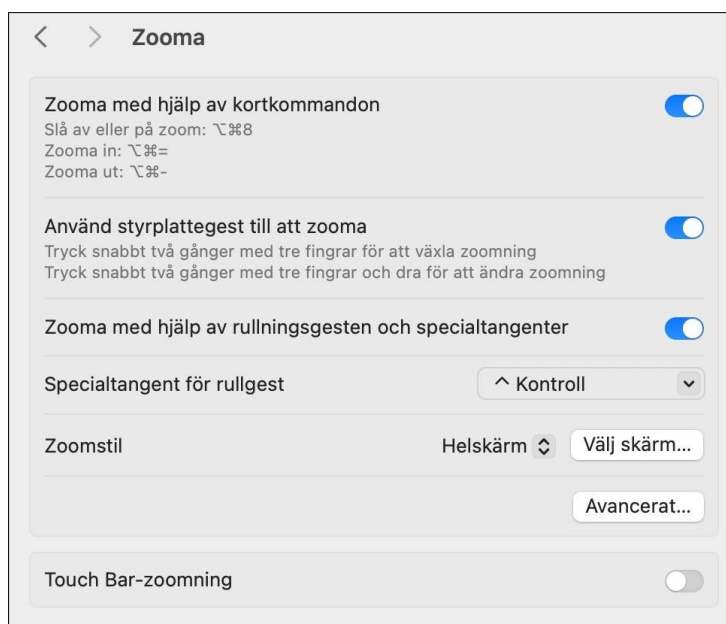 Zooma
Zooma med hjälp av kortkommandon
Slå av eller på zoom: ⌥⌘8
Zooma in: ⌥⌘=
Zooma ut: ⌥⌘-
Använd styrplattegest till att zooma
Tryck snabbt två gånger med tre fingrar för att växla zoomning
Tryck snabbt två gånger med tre fingrar och dra för att ändra zoomning
Zooma med hjälp av rullningsgesten och specialtangenter
Specialtangent för rullgest ^ Kontroll
Zoomstil Helskärm Välj skärm...
Avancerat...
Touch Bar-zoomning